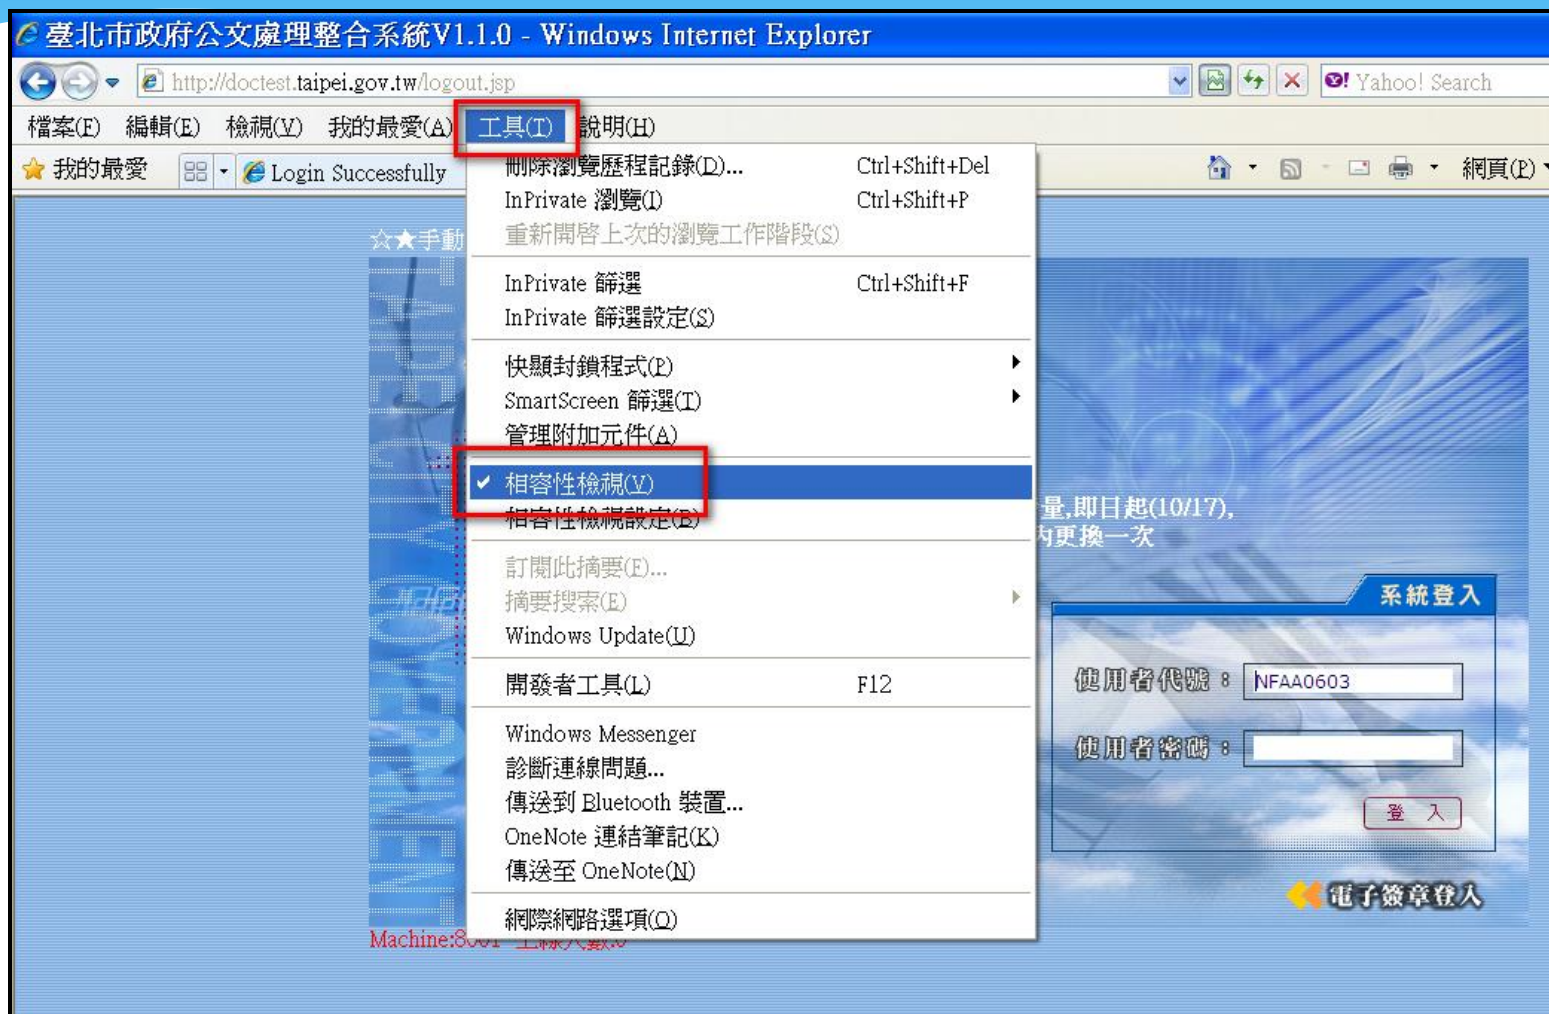 臺北市政府公文處理整合系統V1.1.0 - Windows Internet Explorer
http://doctest.taipei.gov.tw/logout.jsp
Yahoo! Search
檔案(F) 編輯(E) 檢視(V) 我的最愛(A) 工具(T) 說明(H)
我的最愛 Login Successfully 網頁(P)
刪除瀏覽歷程記錄(D)... Ctrl+Shift+Del
InPrivate 瀏覽(I) Ctrl+Shift+P
重新開啓上次的瀏覽工作階段(S)
InPrivate 篩選 Ctrl+Shift+F
InPrivate 篩選設定(S)
快顯封鎖程式(P)
SmartScreen 篩選(T)
管理附加元件(A)
相容性檢視(V)
相容性檢視設定(B)
訂閱此摘要(F)...
摘要搜索(E)
Windows Update(U)
開發者工具(L) F12
Windows Messenger
診斷連線問題...
傳送到 Bluetooth 裝置...
OneNote 連結筆記(K)
傳送至 OneNote(N)
網際網路選項(O)
☆★手動
TAIPEI CITY GOVERNMENT
量,即日起(10/17),
內更換一次
系統登入
使用者代號：NFAA0603
使用者密碼：
登 入
電子簽章登入
Machine:8001 上線人數:0